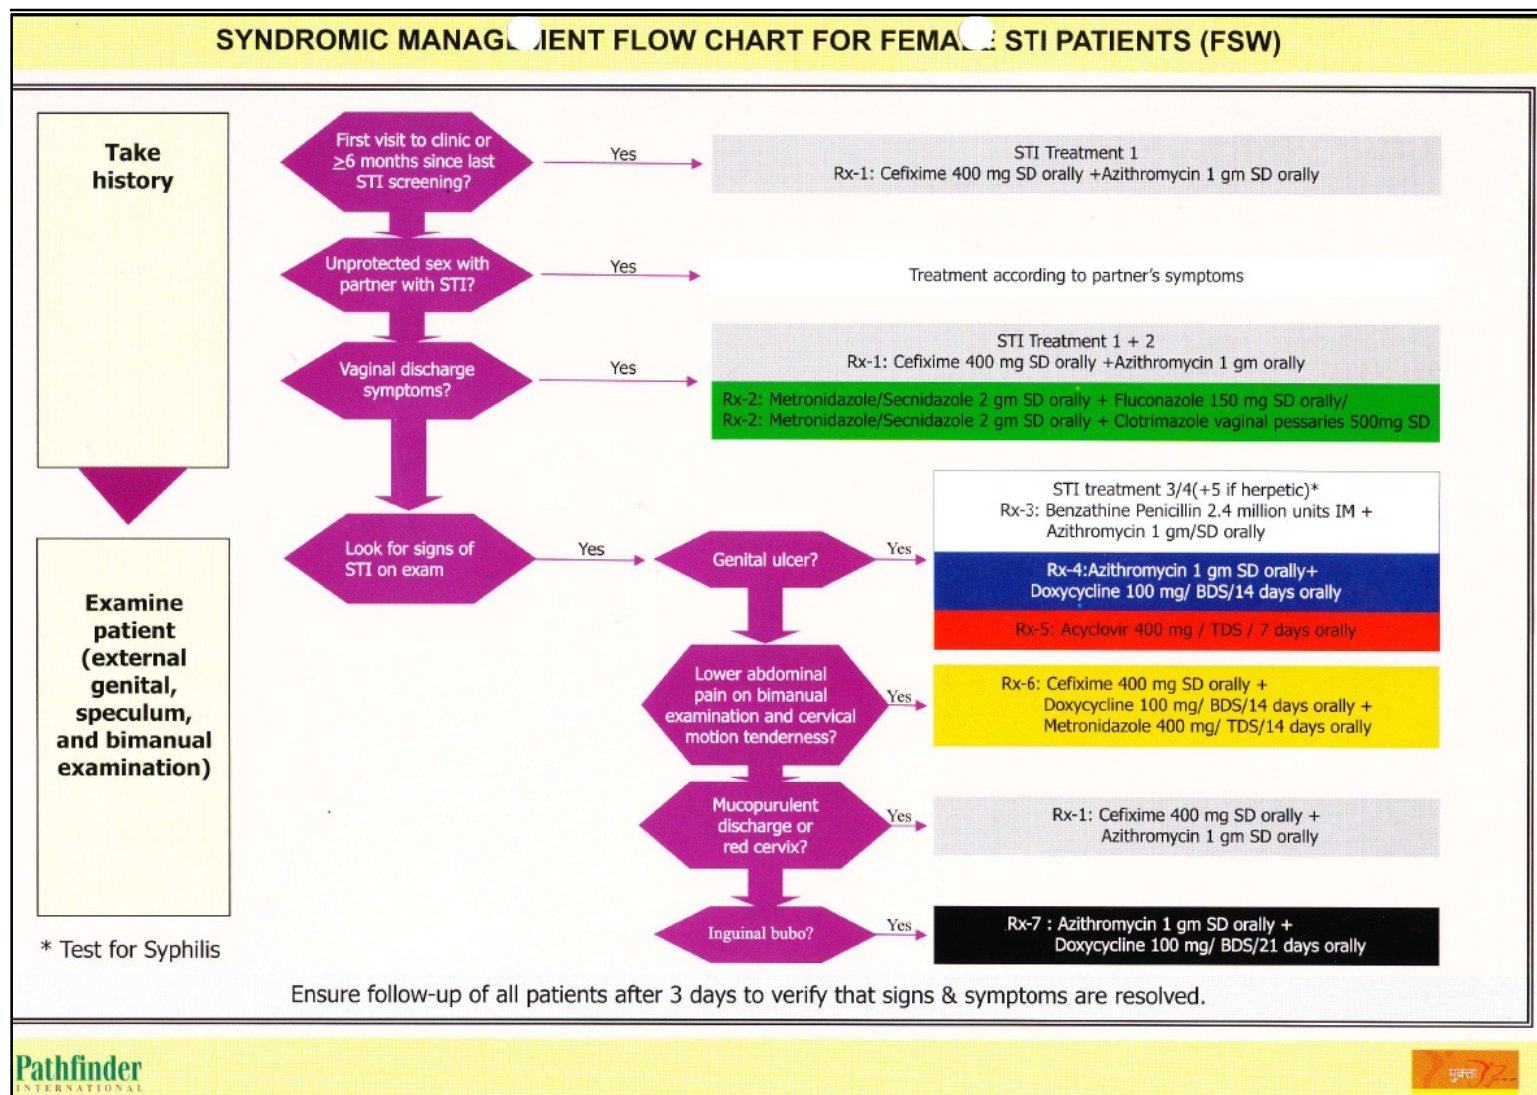 SYNDROMIC MANAG MENT FLOW CHART FOR FEMA STI PATIENTS (FSW)
Take
history
First visit to clinic or
≥6 months since last
STI screening?
Yes
STI Treatment 1
Rx-1: Cefixime 400 mg SD orally +Azithromycin 1 gm SD orally
Unprotected sex with
partner with STI?
Yes
Treatment according to partner's symptoms
Vaginal discharge
symptoms?
Yes
STI Treatment 1 + 2
Rx-1: Cefixime 400 mg SD orally +Azithromycin 1 gm orally
Rx-2: Metronidazole/Secnidazole 2 gm SD orally + Fluconazole 150 mg SD orally/
Rx-2: Metronidazole/Secnidazole 2 gm SD orally + Clotrimazole vaginal pessaries 500mg SD
Examine
patient
(external
genital,
speculum,
and bimanual
examination)
Look for signs of
STI on exam
Yes
Genital ulcer?
Yes
STI treatment 3/4(+5 if herpetic)*
Rx-3: Benzathine Penicillin 2.4 million units IM +
Azithromycin 1 gm/SD orally
Rx-4:Azithromycin 1 gm SD orally+
Doxycycline 100 mg/ BDS/14 days orally
Rx-5: Acyclovir 400 mg / TDS / 7 days orally
Lower abdominal
pain on bimanual
examination and cervical
motion tenderness?
Yes
Rx-6: Cefixime 400 mg SD orally +
Doxycycline 100 mg/ BDS/14 days orally +
Metronidazole 400 mg/ TDS/14 days orally
Mucopurulent
discharge or
red cervix?
Yes
Rx-1: Cefixime 400 mg SD orally +
Azithromycin 1 gm SD orally
Inguinal bubo?
Yes
Rx-7 : Azithromycin 1 gm SD orally +
Doxycycline 100 mg/ BDS/21 days orally
* Test for Syphilis
Ensure follow-up of all patients after 3 days to verify that signs & symptoms are resolved.
Pathfinder
INTERNATIONAL
मुक्ता